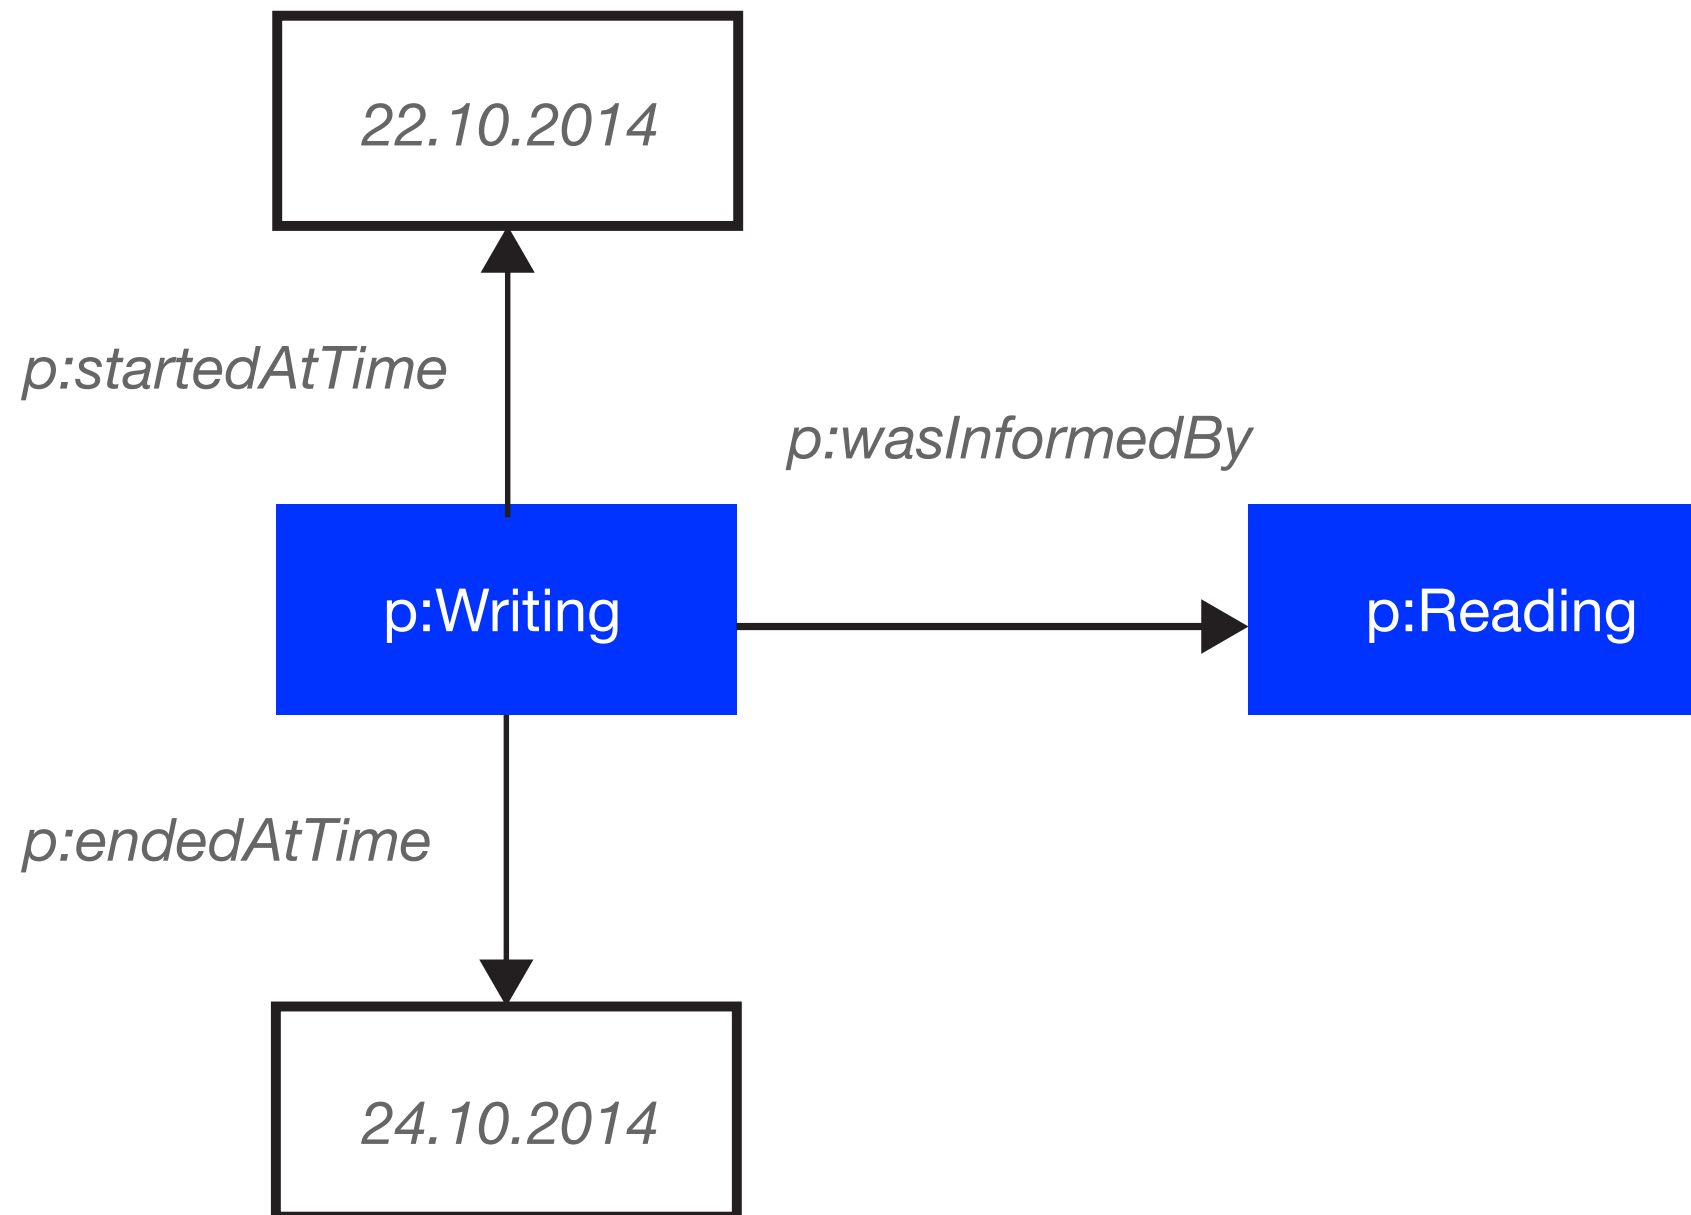 22.10.2014
p:startedAtTime
p:wasInformedBy
p:Writing
p:Reading
p:endedAtTime
24.10.2014